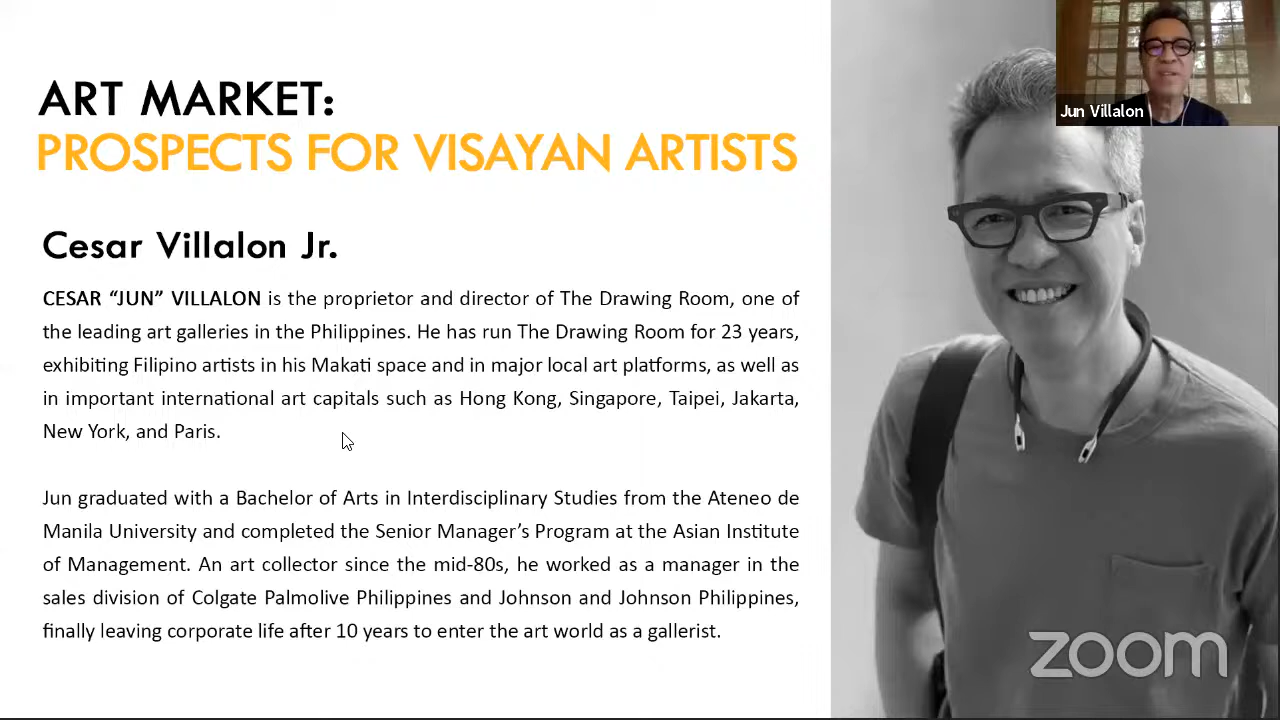 ART MARKET:
PROSPECTS FOR VISAYAN ARTISTS
Cesar Villalon Jr.
CESAR “JUN” VILLALON is the proprietor and director of The Drawing Room, one of
the leading art galleries in the Philippines. He has run The Drawing Room for 23 years,
exhibiting Filipino artists in his Makati space and in major local art platforms, as well as
in important international art capitals such as Hong Kong, Singapore, Taipei, Jakarta,
New York, and Paris.
Jun graduated with a Bachelor of Arts in Interdisciplinary Studies from the Ateneo de
Manila University and completed the Senior Manager’s Program at the Asian Institute
of Management. An art collector since the mid-80s, he worked as a manager in the
sales division of Colgate Palmolive Philippines and Johnson and Johnson Philippines,
finally leaving corporate life after 10 years to enter the art world as a gallerist.
Jun Villalon
zoom